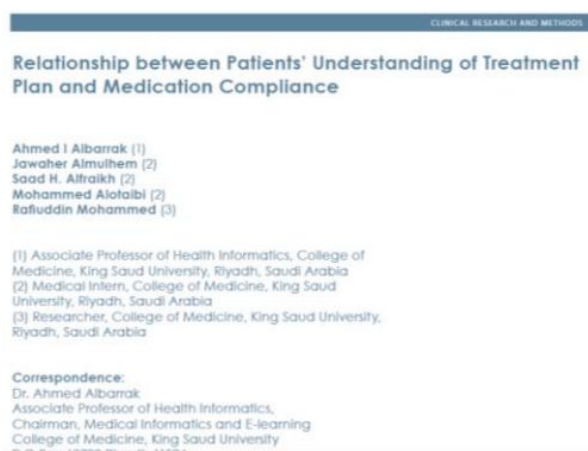 CLINICAL RESEARCH AND METHODS
Relationship between Patients' Understanding of Treatment
Plan and Medication Compliance
Ahmed I Albarrak (1)
Jawaher Almulhem (2)
Saad H. Alfraikh (2)
Mohammed Alotaibi (2)
Rafiuddin Mohammed (3)
(1) Associate Professor of Health Informatics, College of
Medicine, King Saud University, Riyadh, Saudi Arabia
(2) Medical Intern, College of Medicine, King Saud
University, Riyadh, Saudi Arabia
(3) Researcher, College of Medicine, King Saud University,
Riyadh, Saudi Arabia
Correspondence:
Dr. Ahmed Albarrak
Associate Professor of Health Informatics,
Chairman, Medical Informatics and E-learning
College of Medicine, King Saud University